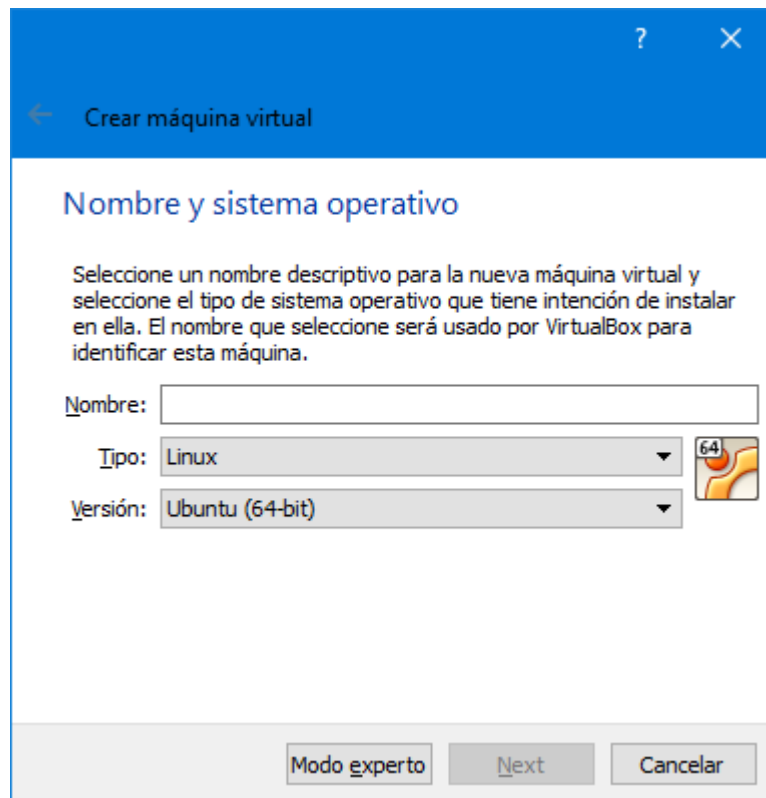 ?
Crear máquina virtual
Nombre y sistema operativo
Seleccione un nombre descriptivo para la nueva máquina virtual y
seleccione el tipo de sistema operativo que tiene intención de instalar
en ella. El nombre que seleccione será usado por VirtualBox para
identificar esta máquina.
Nombre:
Tipo: Linux
64
Versión: Ubuntu (64-bit)
Modo experto Next Cancelar